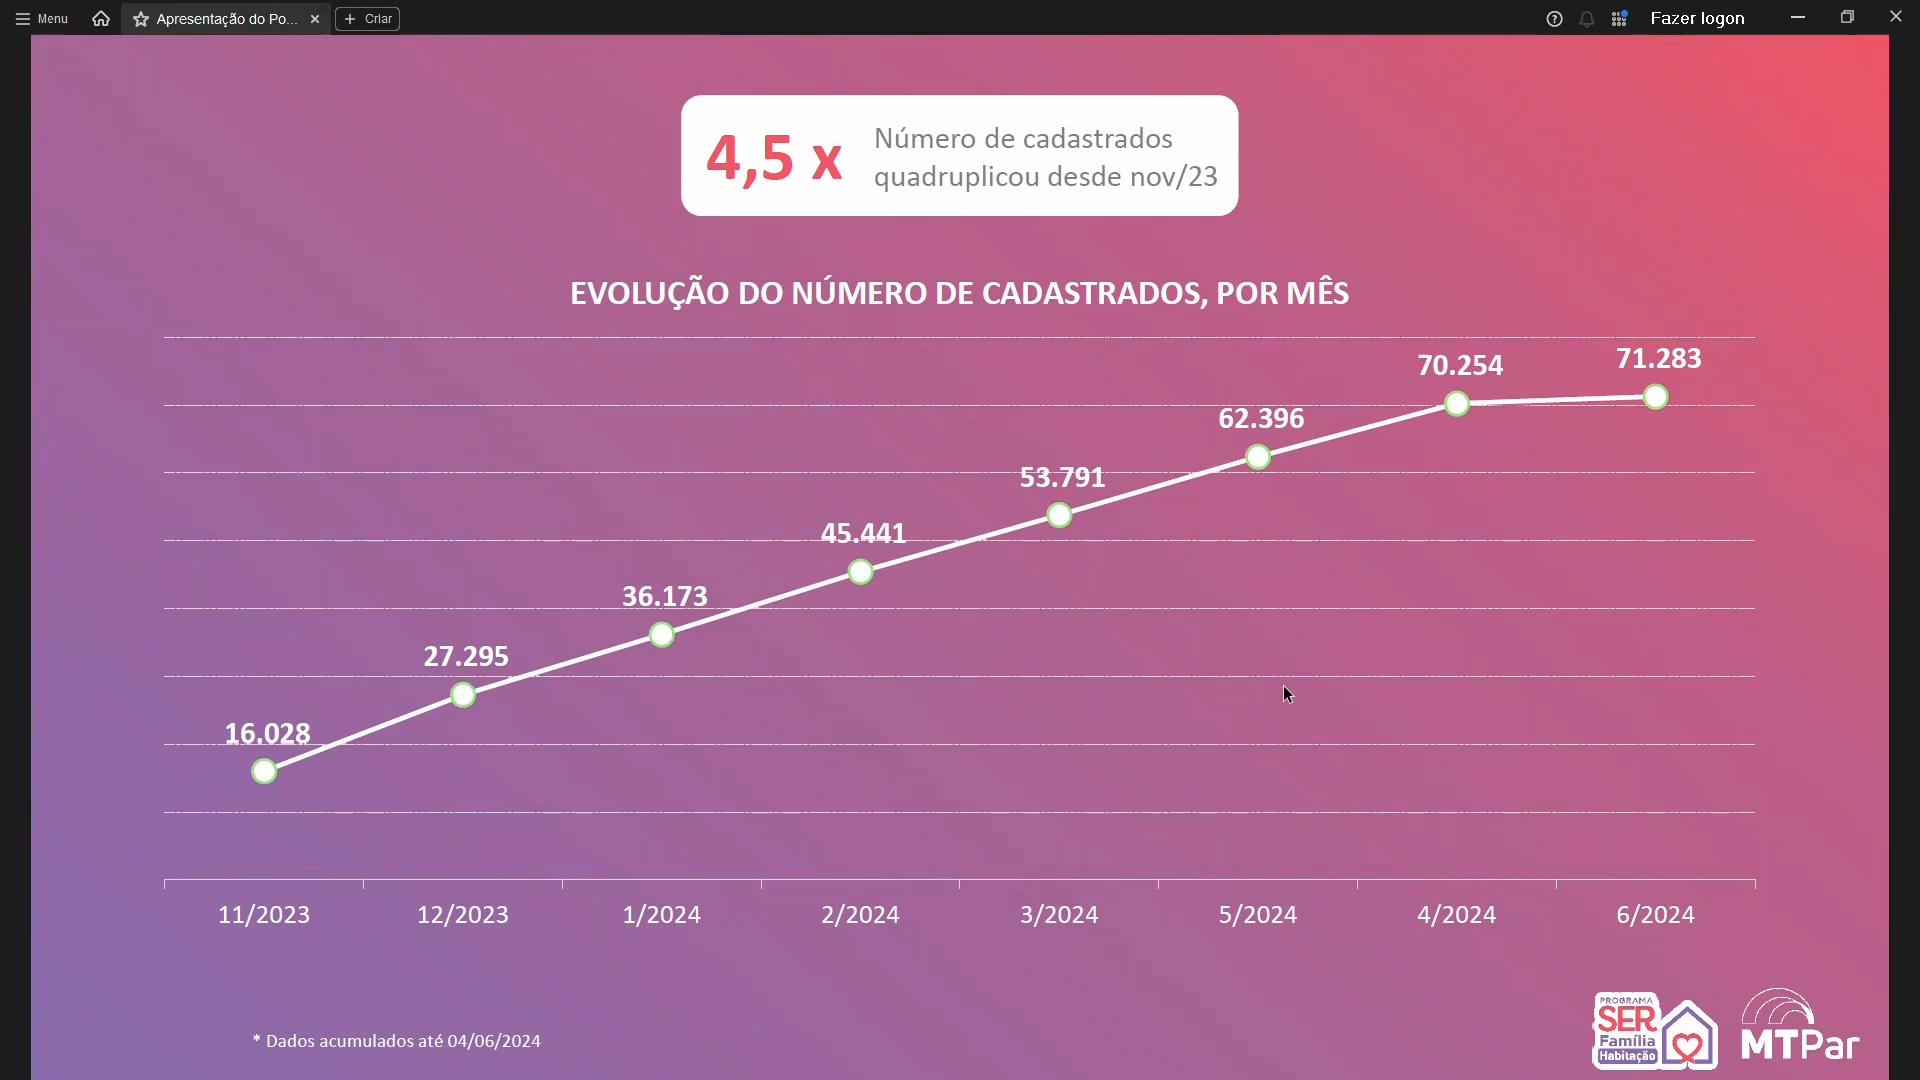 Menu
Apresentação do Po...
Criar
Fazer logon
4,5 x
Número de cadastrados
quadruplicou desde nov/23
EVOLUÇÃO DO NÚMERO DE CADASTRADOS, POR MÊS
16.028
27.295
36.173
45.441
53.791
62.396
70.254
71.283
11/2023
12/2023
1/2024
2/2024
3/2024
5/2024
4/2024
6/2024
* Dados acumulados até 04/06/2024
PROGRAMA
SER
Família
Habitação
MTPar